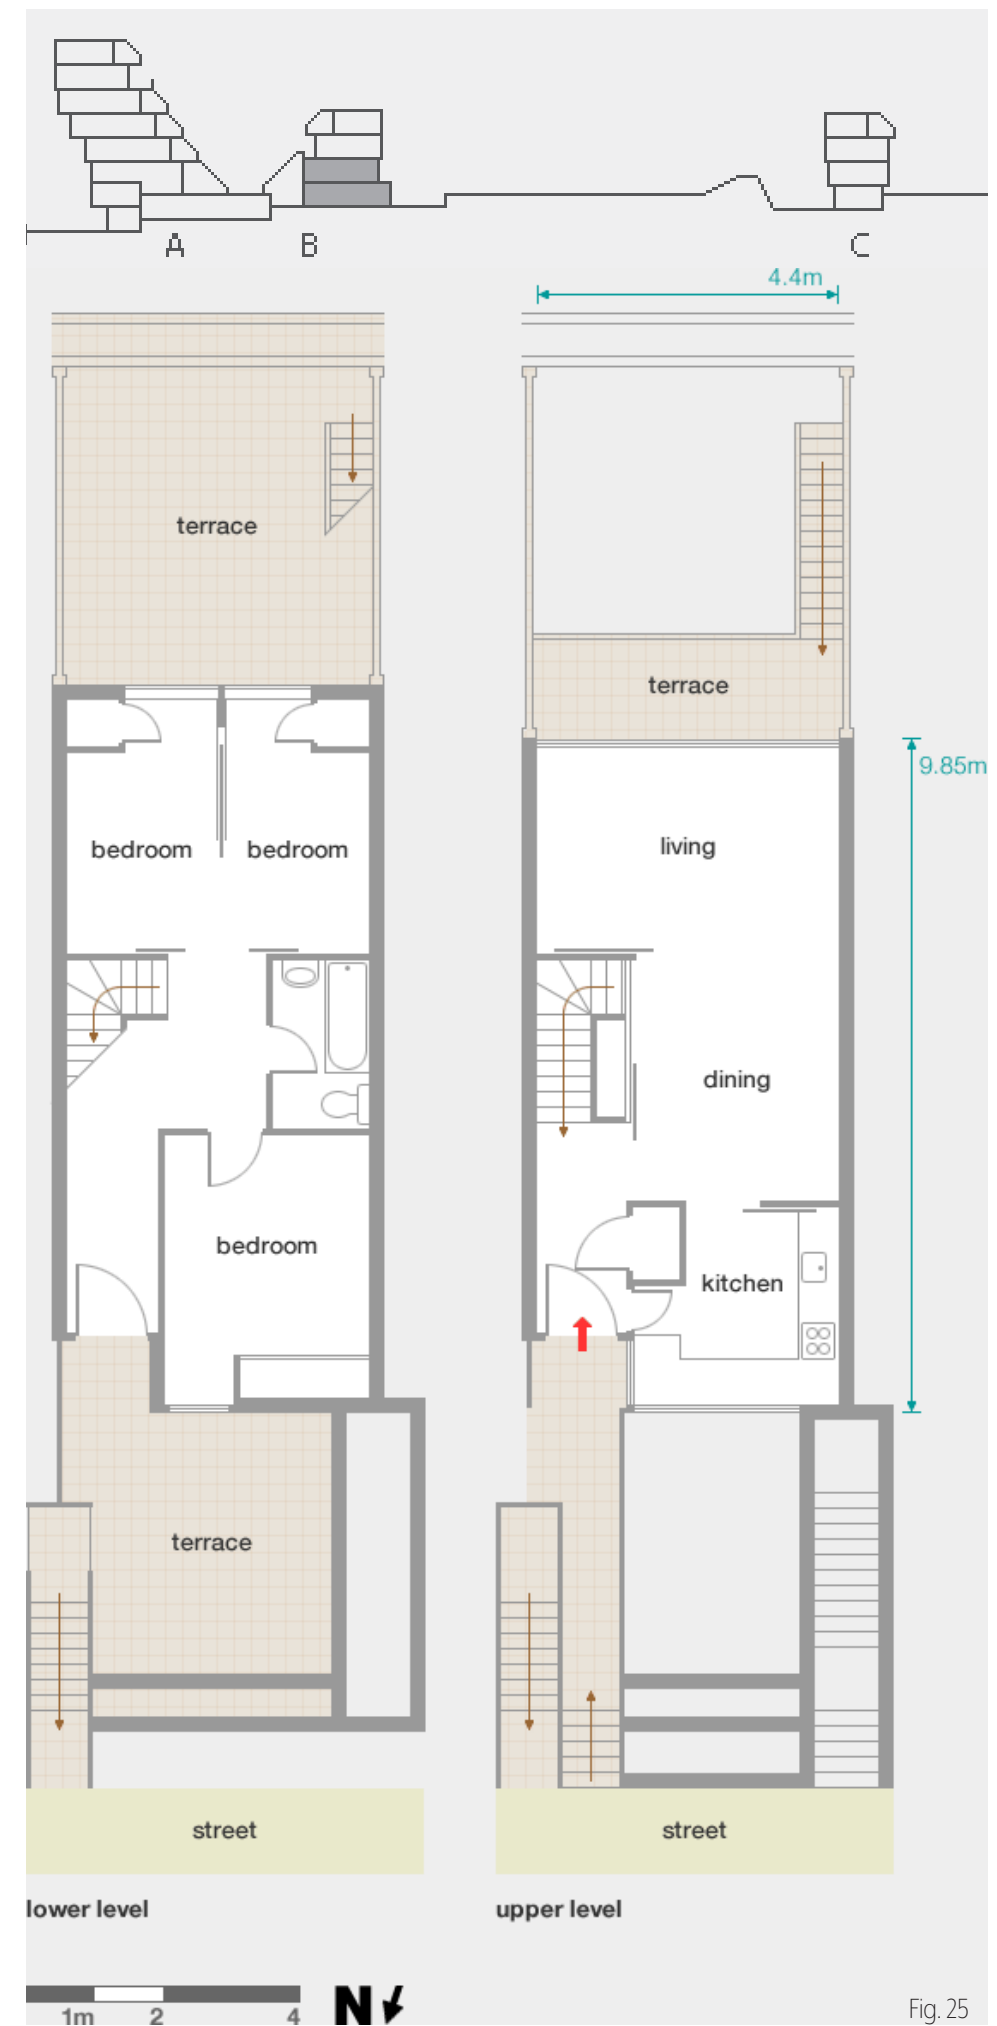 A B C
4.4m
terrace
terrace
9.85m
living
bedroom bedroom
dining
bedroom
kitchen
terrace
street street
lower level upper level
1m 2 4 N
Fig. 25